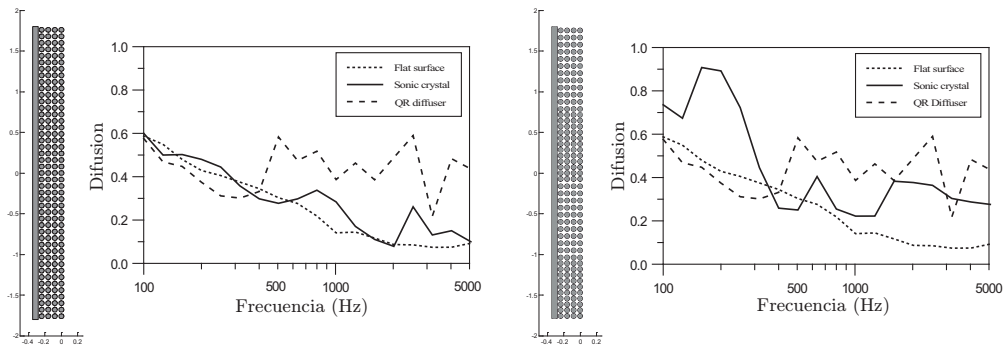 2
1.5
1
0.5
0
-0.5
-1
-1.5
-2
-0.4 -0.2 0 0.2
1.0
0.8
0.6
0.4
0.2
0.0
Difusion
Flat surface
Sonic crystal
QR diffuser
100 500 1000 5000
Frecuencia (Hz)
2
1.5
1
0.5
0
-0.5
-1
-1.5
-2
-0.4 -0.2 0 0.2
1.0
0.8
0.6
0.4
0.2
0.0
Difusion
Flat surface
Sonic crystal
QR Diffuser
100 500 1000 5000
Frecuencia (Hz)